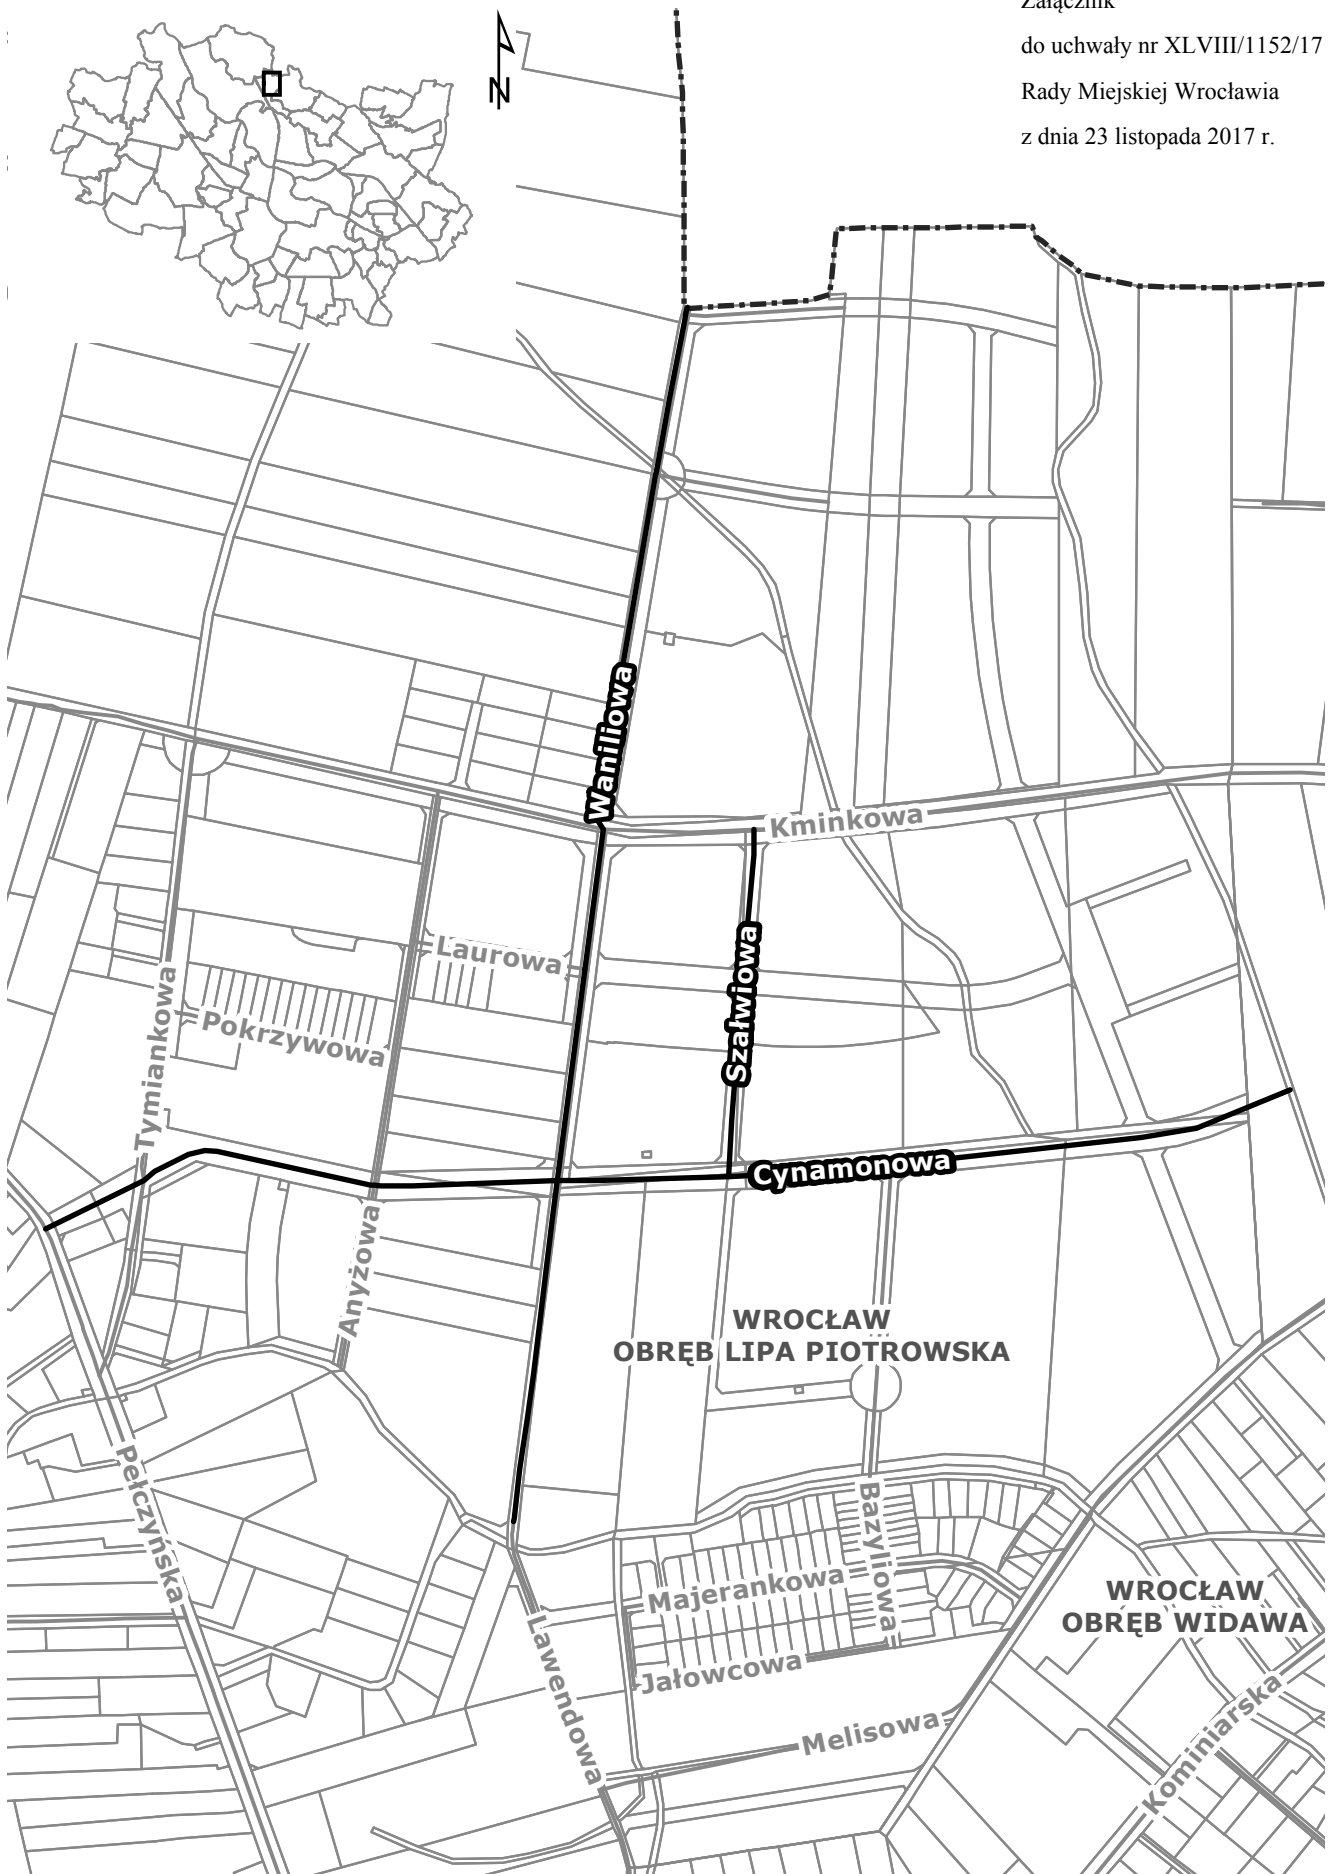 Załącznik
do uchwały nr XLVIII/1152/17
Rady Miejskiej Wrocławia
z dnia 23 listopada 2017 r.
N
Waniliowa
Kminkowa
Szałwiowa
Laurowa
Pokrzywowa
Tymiankowa
Cynamonowa
Anyżowa
WROCŁAW
OBRĘB LIPA PIOTROWSKA
Pełczyńska
Bazyliowa
Majerankowa
WROCŁAW
OBRĘB WIDAWA
Lawendowa
Jałowcowa
Melisowa
Kominiarska